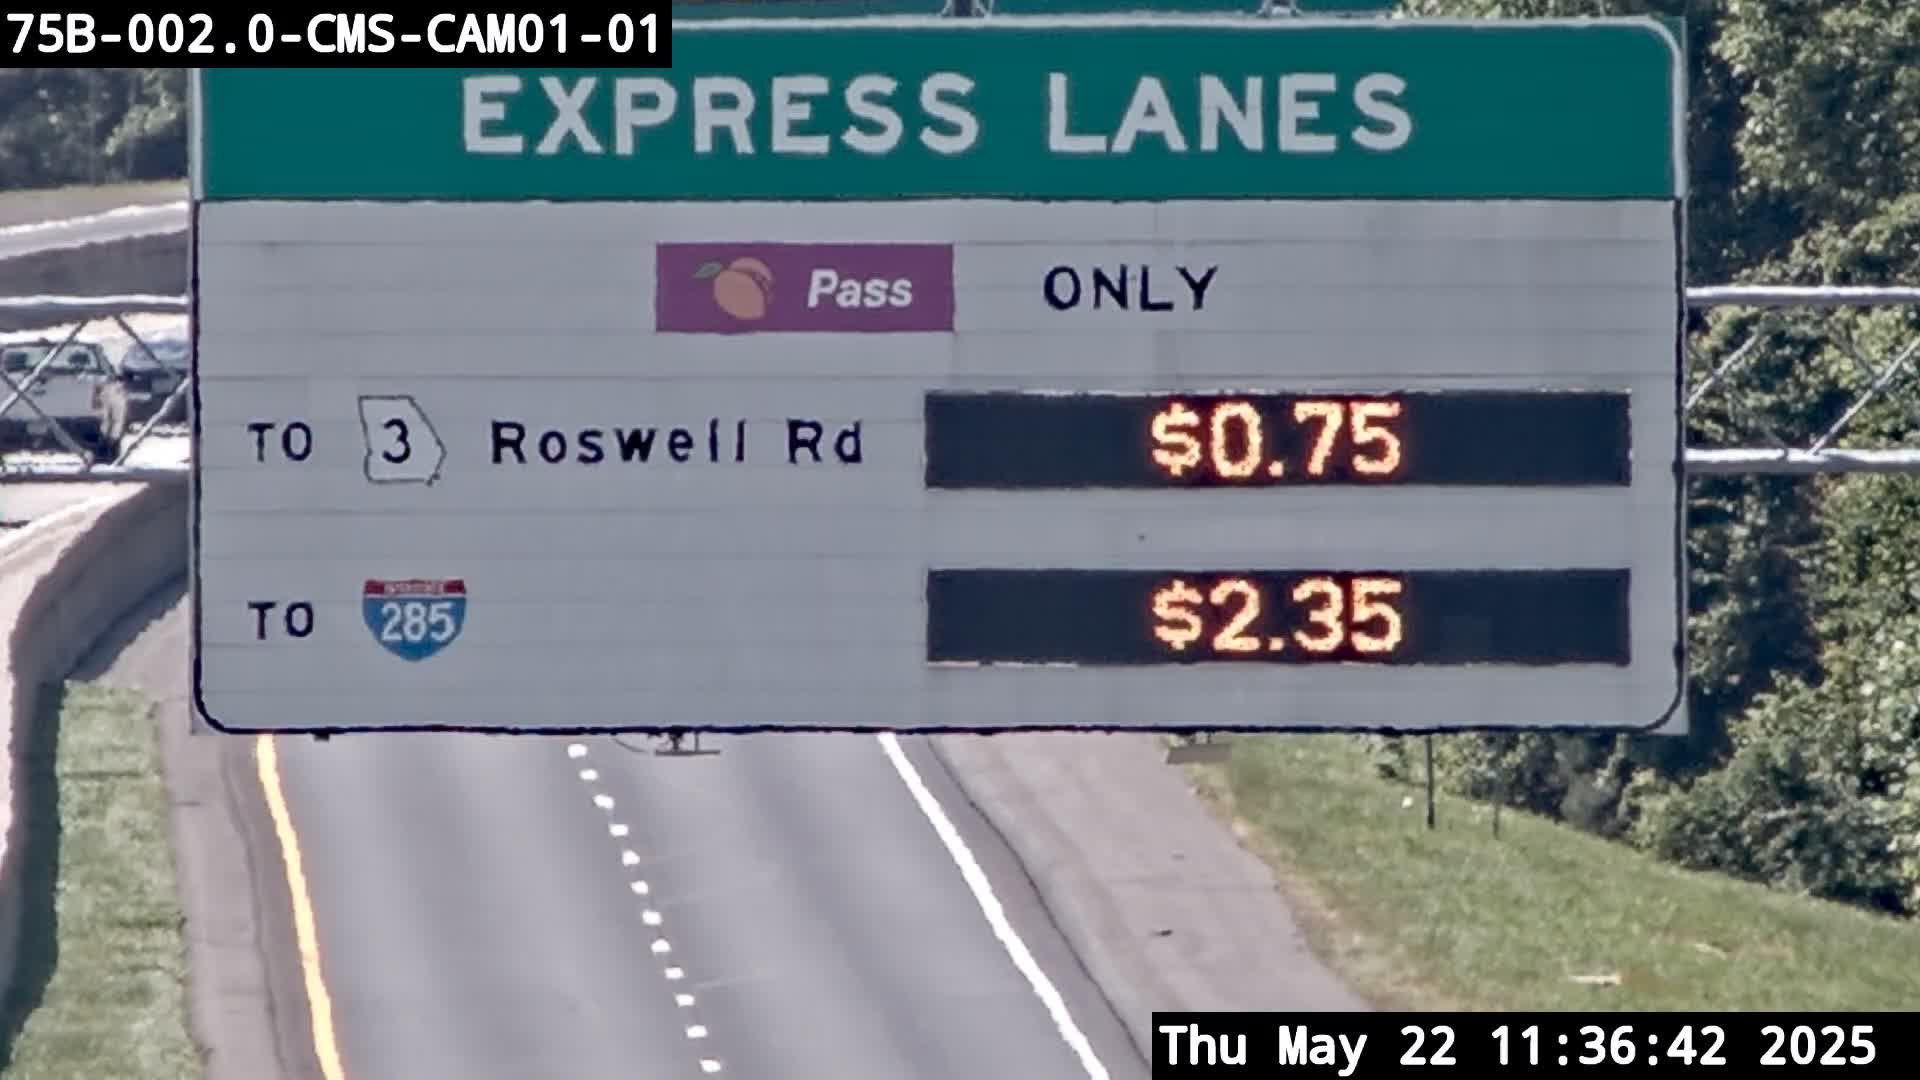 75B-002.0-CMS-CAM01-01
EXPRESS LANES
Pass ONLY
TO 3 Roswell Rd $0.75
TO 285 $2.35
Thu May 22 11:36:42 2025